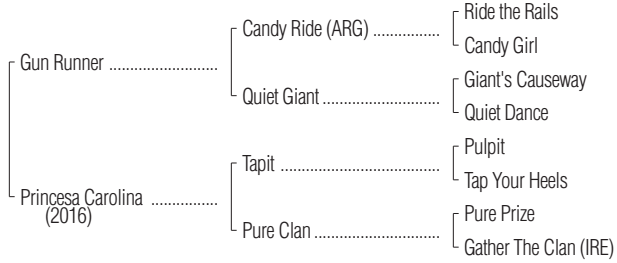 Ride the Rails
Candy Ride (ARG) ................
Candy Girl
Gun Runner ..........................
Giant's Causeway
Quiet Giant ............................
Quiet Dance
Pulpit
Tapit ......................................
Tap Your Heels
Princesa Carolina ................
(2016)
Pure Prize
Pure Clan ..............................
Gather The Clan (IRE)